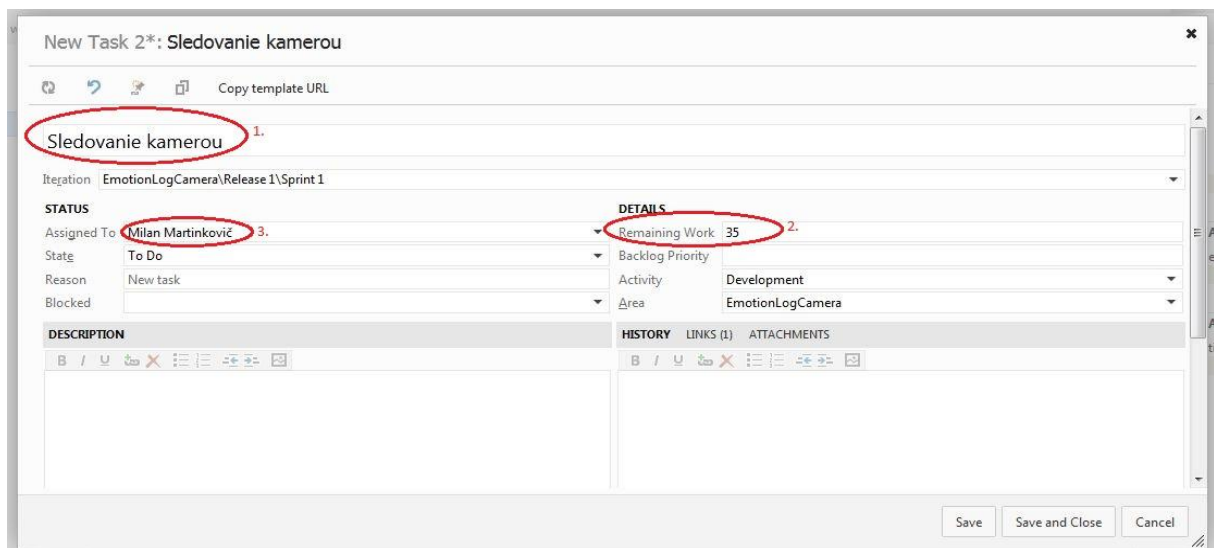 New Task 2*: Sledovanie kamerou
Copy template URL
Sledovanie kamerou 1.
Iteration EmotionLogCamera\Release 1\Sprint 1
STATUS DETAILS
Assigned To Milan Martinkovič 3. Remaining Work 35 2.
State To Do Backlog Priority
Reason New task Activity Development
Blocked Area EmotionLogCamera
DESCRIPTION HISTORY LINKS (1) ATTACHMENTS
B I U B I U
Save Save and Close Cancel